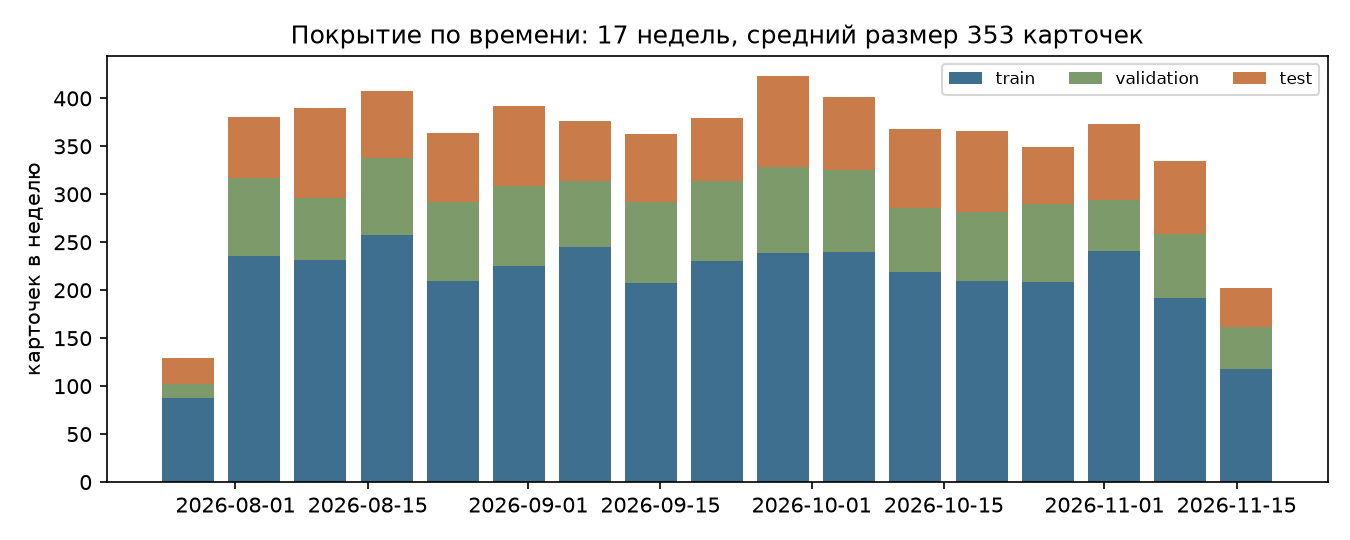 Покрытие по времени: 17 недель, средний размер 353 карточек
train validation test
карточек в неделю
400
350
300
250
200
150
100
50
0
2026-08-01 2026-08-15 2026-09-01 2026-09-15 2026-10-01 2026-10-15 2026-11-01 2026-11-15